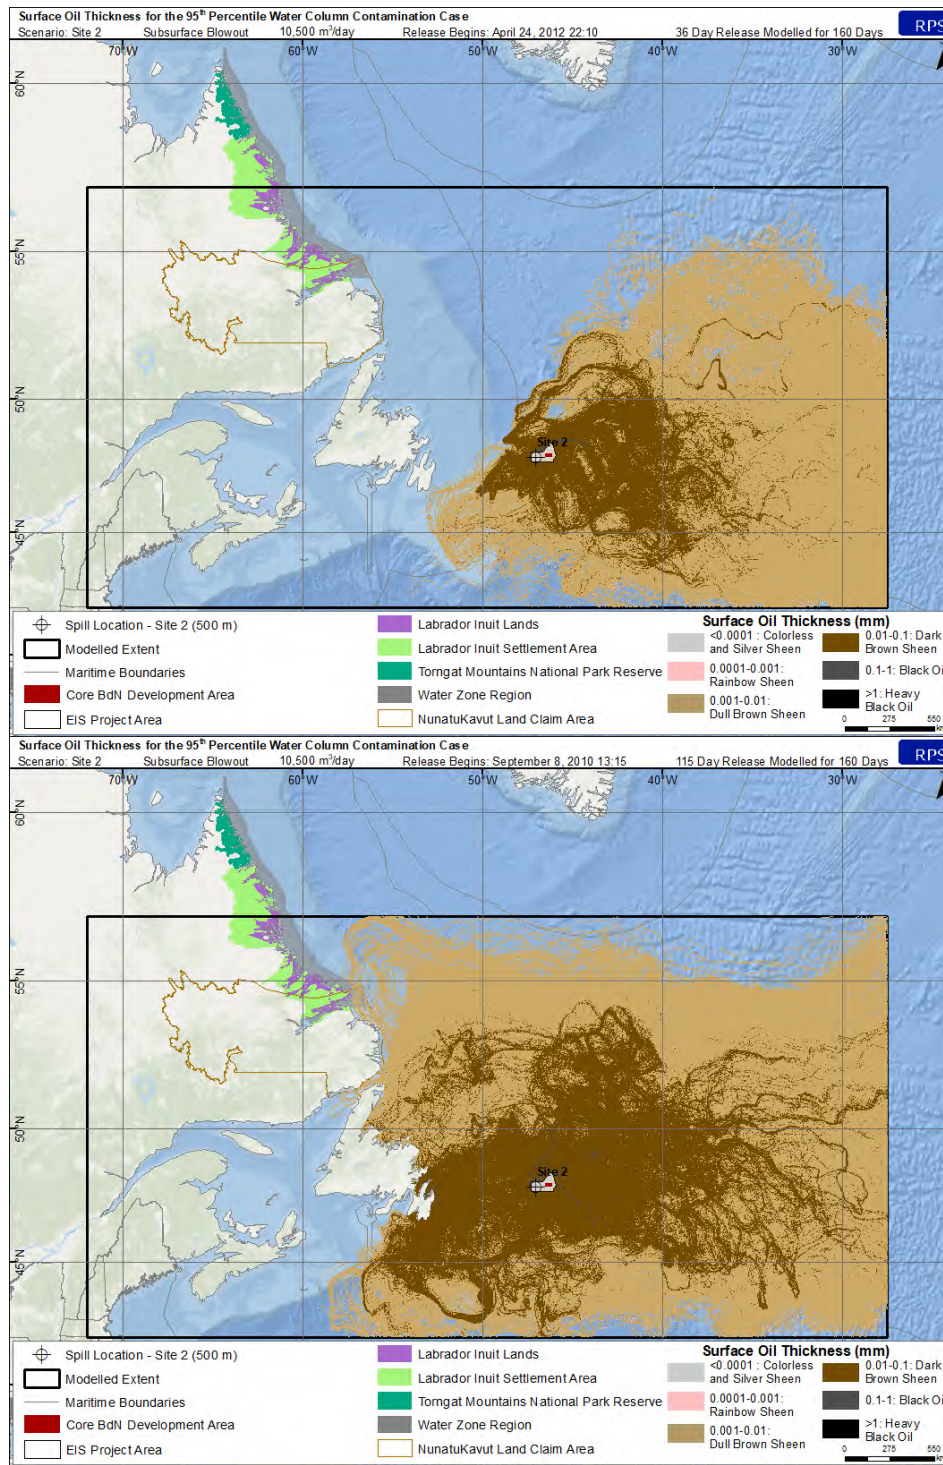 Surface Oil Thickness for the 95th Percentile Water Column Contamination Case
Scenario: Site 2 Subsurface Blowout 10,500 m³/day Release Begins: April 24, 2012 22:10 36 Day Release Modelled for 160 Days
RPS
70°W 60°W 50°W 40°W 30°W
60°N
55°N
50°N
Site 2
45°N
Spill Location - Site 2 (500 m)
Modelled Extent
Maritime Boundaries
Core BdN Development Area
EIS Project Area
Labrador Inuit Lands
Labrador Inuit Settlement Area
Torngat Mountains National Park Reserve
Water Zone Region
NunatuKavut Land Claim Area
Surface Oil Thickness (mm)
<0.0001 : Colorless
and Silver Sheen
0.0001-0.001:
Rainbow Sheen
0.001-0.01:
Dull Brown Sheen
0.01-0.1: Dark
Brown Sheen
0.1-1: Black Oi
>1: Heavy
Black Oil
0 275 550
Surface Oil Thickness for the 95th Percentile Water Column Contamination Case
Scenario: Site 2 Subsurface Blowout 10,500 m³/day Release Begins: September 8, 2010 13:15 115 Day Release Modelled for 160 Days
RPS
70°W 60°W 50°W 40°W 30°W
60°N
55°N
50°N
Site 2
45°N
Spill Location - Site 2 (500 m)
Modelled Extent
Maritime Boundaries
Core BdN Development Area
EIS Project Area
Labrador Inuit Lands
Labrador Inuit Settlement Area
Torngat Mountains National Park Reserve
Water Zone Region
NunatuKavut Land Claim Area
Surface Oil Thickness (mm)
<0.0001 : Colorless
and Silver Sheen
0.0001-0.001:
Rainbow Sheen
0.001-0.01:
Dull Brown Sheen
0.01-0.1: Dark
Brown Sheen
0.1-1: Black Oi
>1: Heavy
Black Oil
0 275 550